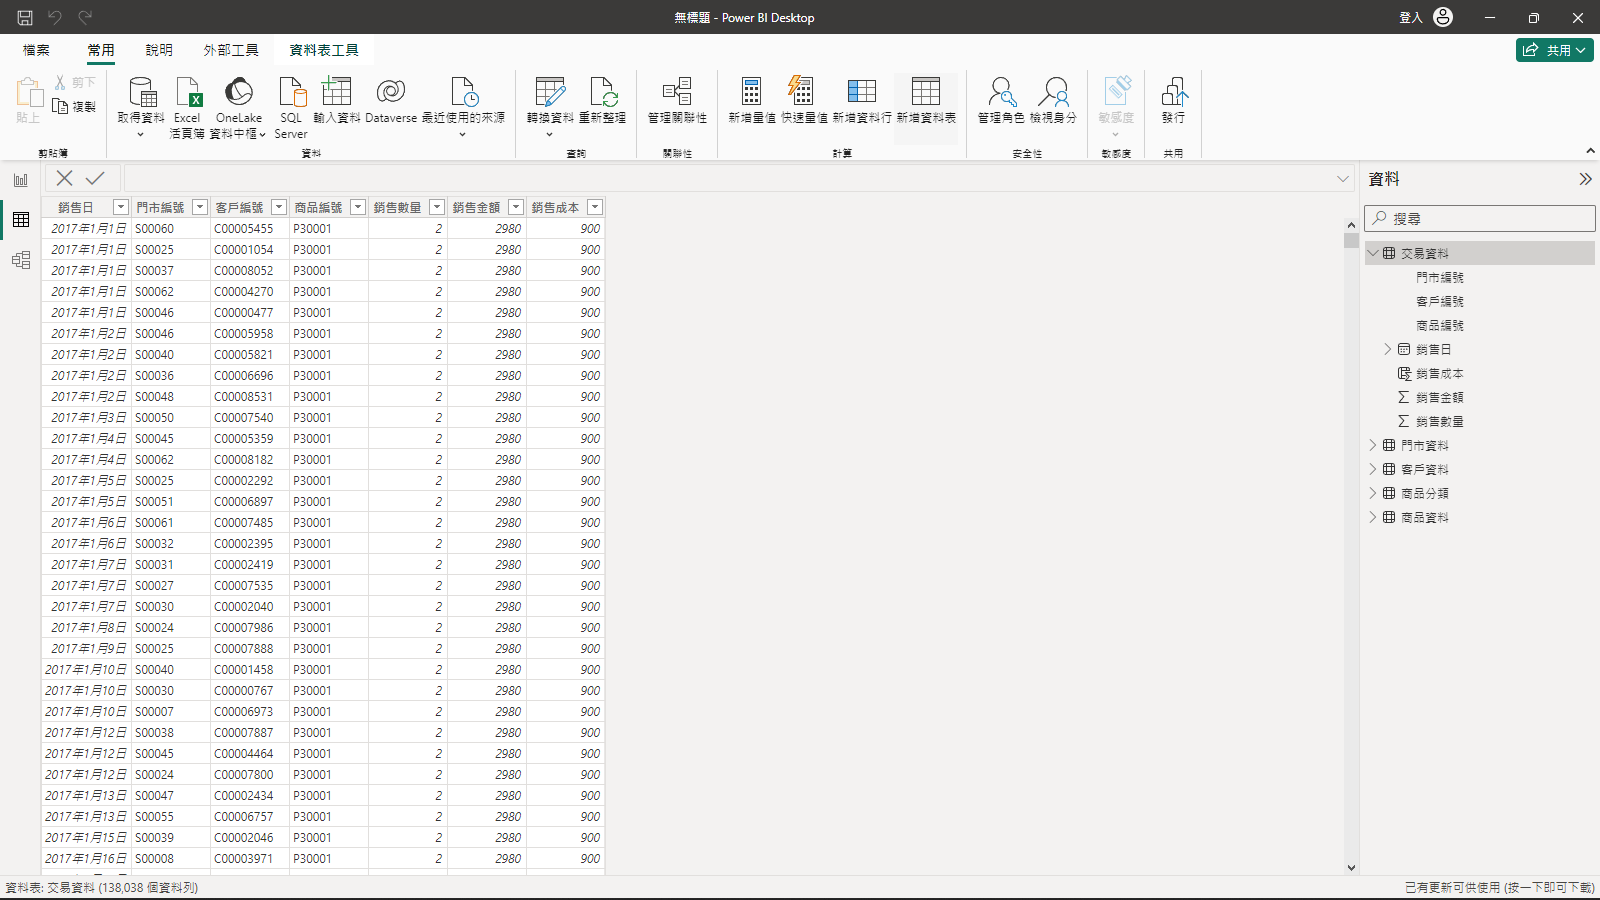 無標題 - Power BI Desktop
登入
檔案 常用 說明 外部工具 資料表工具
共用
貼上 剪下 複製 取得資料 Excel 活頁簿 OneLake 資料中樞 SQL Server 輸入資料 Dataverse 最近使用的來源 轉換資料 重新整理 管理關聯性 新增量值 快速量值 新增資料行 新增資料表 管理角色 檢視身分 敏感度 發行
剪貼簿 資料 查詢 關聯性 計算 安全性 敏感度 共用
銷售日 門市編號 客戶編號 商品編號 銷售數量 銷售金額 銷售成本
2017年1月1日 S00060 C00005455 P30001 2 2980 900
2017年1月1日 S00025 C00001054 P30001 2 2980 900
2017年1月1日 S00037 C00008052 P30001 2 2980 900
2017年1月1日 S00062 C00004270 P30001 2 2980 900
2017年1月1日 S00046 C00000477 P30001 2 2980 900
2017年1月2日 S00046 C00005958 P30001 2 2980 900
2017年1月2日 S00040 C00005821 P30001 2 2980 900
2017年1月2日 S00036 C00006696 P30001 2 2980 900
2017年1月2日 S00048 C00008531 P30001 2 2980 900
2017年1月3日 S00050 C00007540 P30001 2 2980 900
2017年1月4日 S00045 C00005359 P30001 2 2980 900
2017年1月4日 S00062 C00008182 P30001 2 2980 900
2017年1月5日 S00025 C00002292 P30001 2 2980 900
2017年1月5日 S00051 C00006897 P30001 2 2980 900
2017年1月6日 S00061 C00007485 P30001 2 2980 900
2017年1月6日 S00032 C00002395 P30001 2 2980 900
2017年1月7日 S00031 C00002419 P30001 2 2980 900
2017年1月7日 S00027 C00007535 P30001 2 2980 900
2017年1月7日 S00030 C00002040 P30001 2 2980 900
2017年1月8日 S00024 C00007986 P30001 2 2980 900
2017年1月9日 S00025 C00007888 P30001 2 2980 900
2017年1月10日 S00040 C00001458 P30001 2 2980 900
2017年1月10日 S00030 C00000767 P30001 2 2980 900
2017年1月10日 S00007 C00006973 P30001 2 2980 900
2017年1月12日 S00038 C00007887 P30001 2 2980 900
2017年1月12日 S00045 C00004464 P30001 2 2980 900
2017年1月12日 S00024 C00007800 P30001 2 2980 900
2017年1月13日 S00047 C00002434 P30001 2 2980 900
2017年1月13日 S00055 C00006757 P30001 2 2980 900
2017年1月15日 S00039 C00002046 P30001 2 2980 900
2017年1月16日 S00008 C00003971 P30001 2 2980 900
資料
搜尋
交易資料
門市編號
客戶編號
商品編號
銷售日
銷售成本
銷售金額
銷售數量
門市資料
客戶資料
商品分類
商品資料
資料表: 交易資料 (138,038 個資料列)
已有更新可供使用 (按一下即可下載)